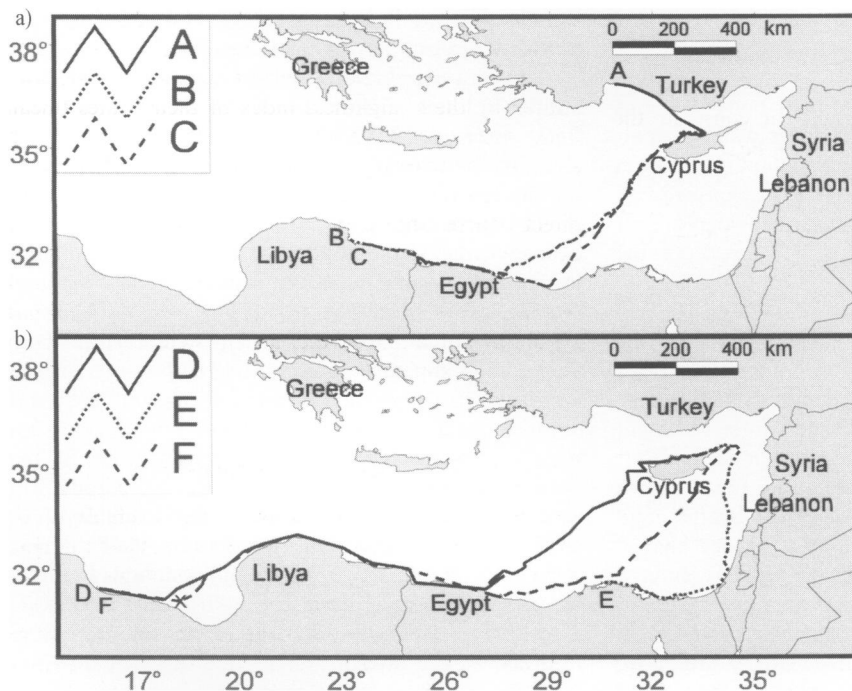 a)
A
B
C
38°
35°
32°
0 200 400 km
Greece
A
Turkey
Cyprus
Syria
Lebanon
B
C
Libya
Egypt
b)
D
E
F
38°
35°
32°
0 200 400 km
Greece
Turkey
Cyprus
Syria
Lebanon
Libya
D
F
Egypt
E
17° 20° 23° 26° 29° 32° 35°